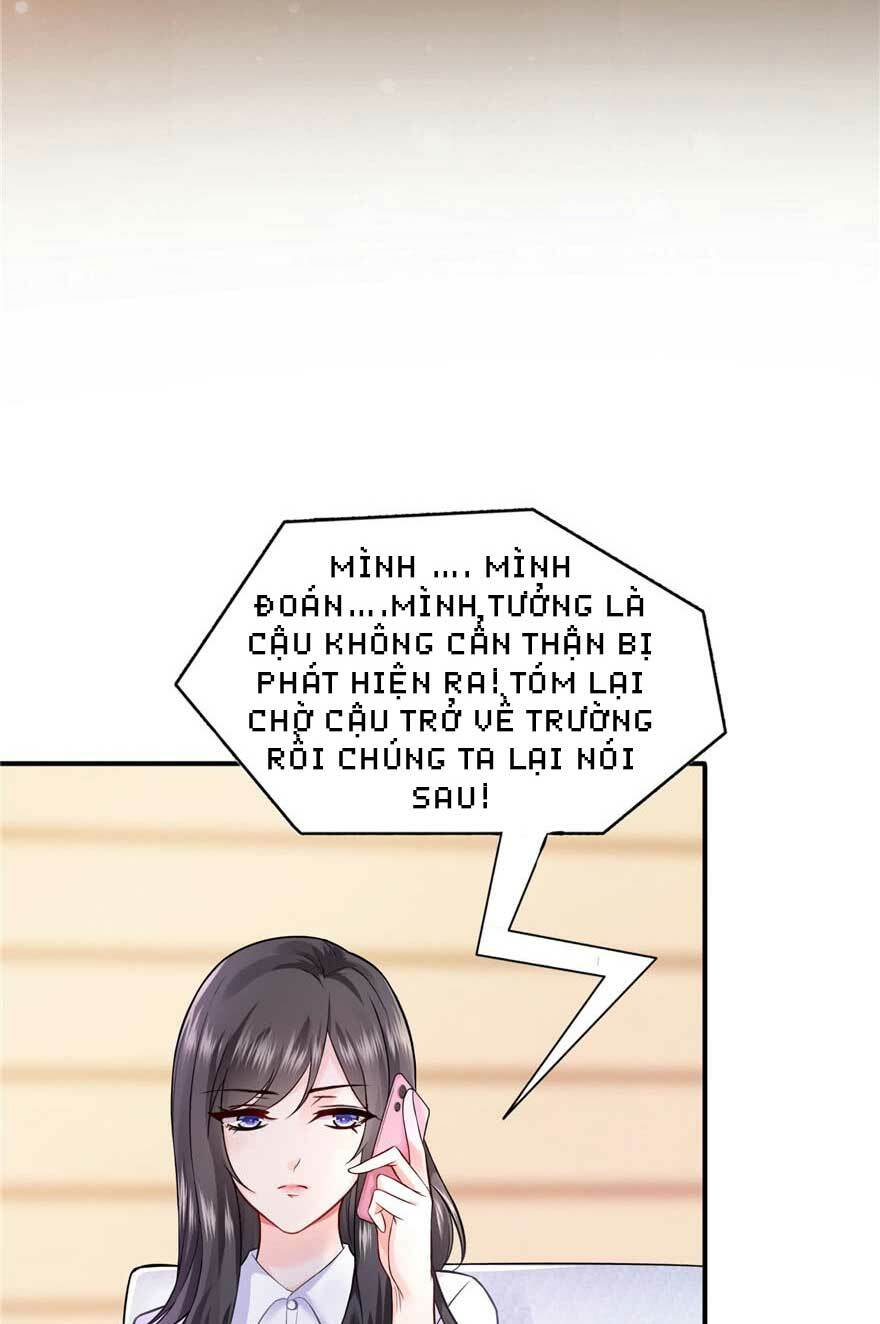 MÌNH .... MÌNH
ĐOÁN....MÌNH,TƯỞNG LÀ
CẬU KHÔNG CẨN THẬN BỊ
PHÁT HIỆN RA! TÓM LẠI
CHỜ CẬU TRỞ VỀ TRƯỜNG
RỒI CHÚNG TA LẠI NÓI
SAU!